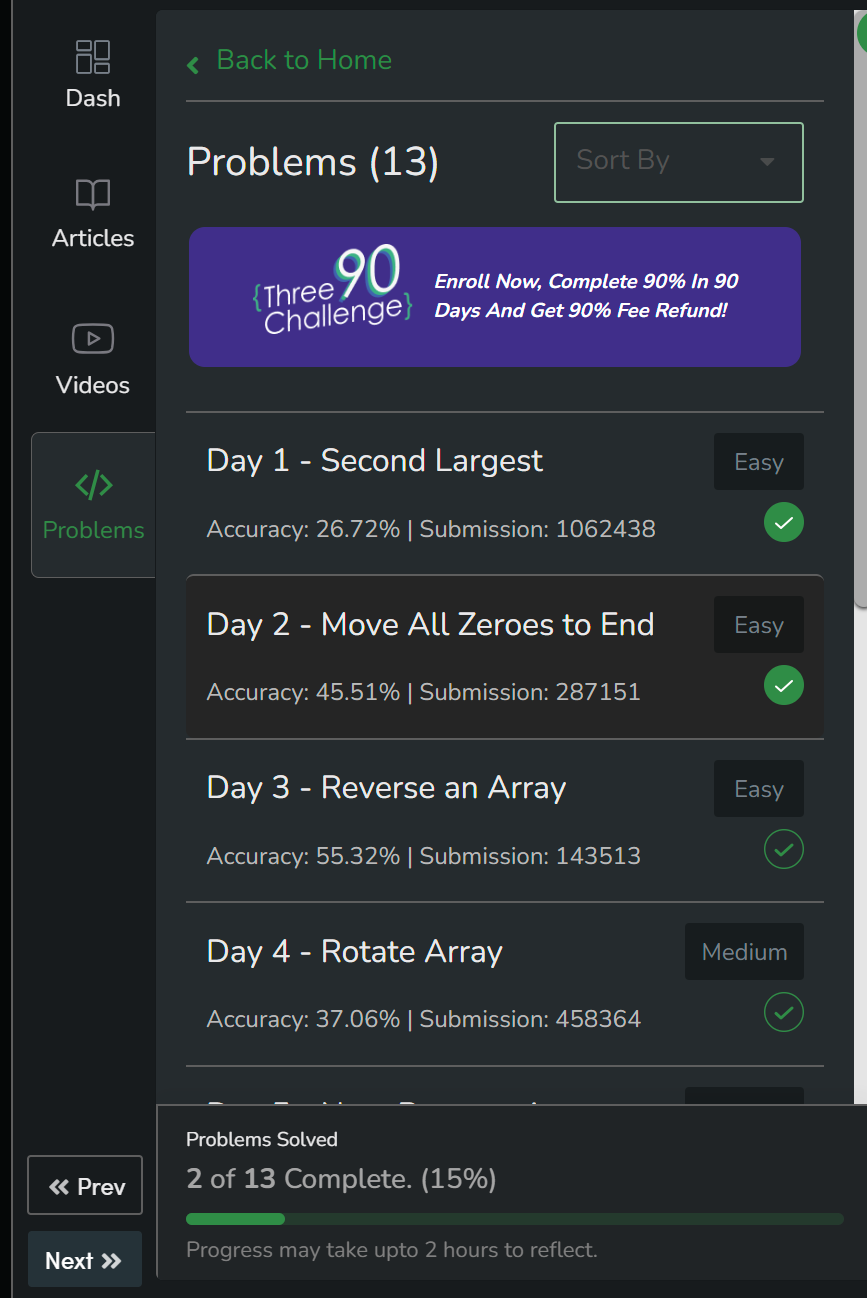 Dash
Articles
Videos
Problems
Prev
Next
Back to Home
Problems (13)
Sort By
{Three 90
Challenge}
Enroll Now, Complete 90% In 90
Days And Get 90% Fee Refund!
Day 1 - Second Largest
Easy
Accuracy: 26.72% | Submission: 1062438
Day 2 - Move All Zeroes to End
Easy
Accuracy: 45.51% | Submission: 287151
Day 3 - Reverse an Array
Easy
Accuracy: 55.32% | Submission: 143513
Day 4 - Rotate Array
Medium
Accuracy: 37.06% | Submission: 458364
Problems Solved
2 of 13 Complete. (15%)
Progress may take upto 2 hours to reflect.